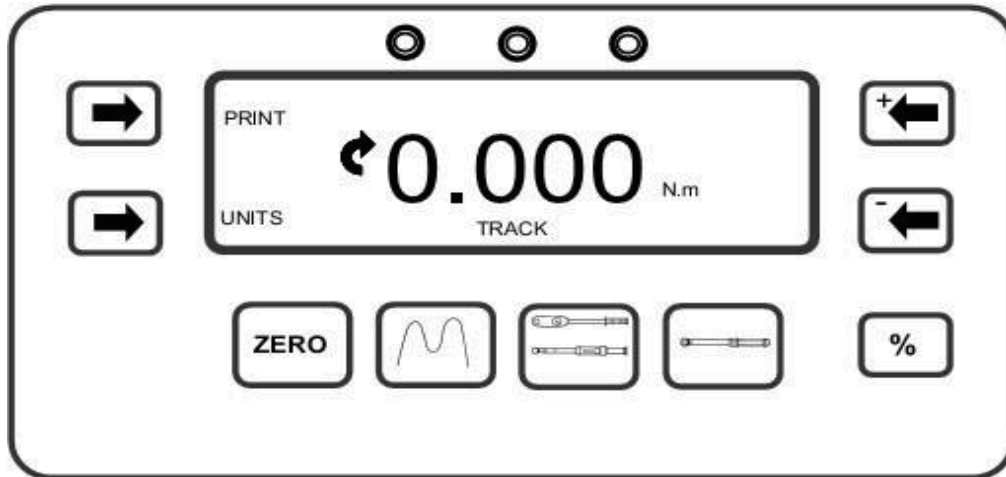 PRINT
0.000 N.m
UNITS
TRACK
+
-
ZERO
%